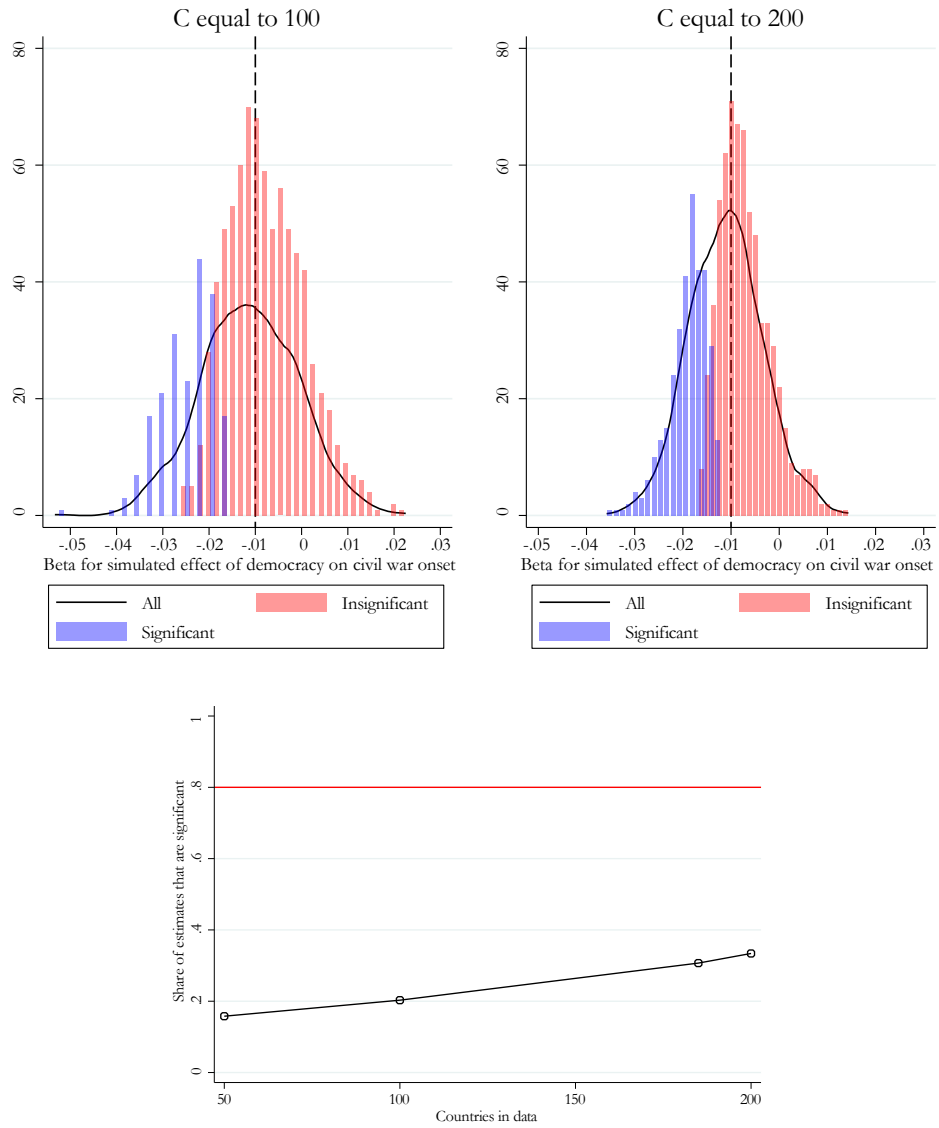 C equal to 100
80
60
40
20
0
-.05 -.04 -.03 -.02 -.01 0 .01 .02 .03
Beta for simulated effect of democracy on civil war onset
All Insignificant
Significant
C equal to 200
80
60
40
20
0
-.05 -.04 -.03 -.02 -.01 0 .01 .02 .03
Beta for simulated effect of democracy on civil war onset
All Insignificant
Significant
Share of estimates that are significant
1
.8
.6
.4
.2
0
50 100 150 200
Countries in data